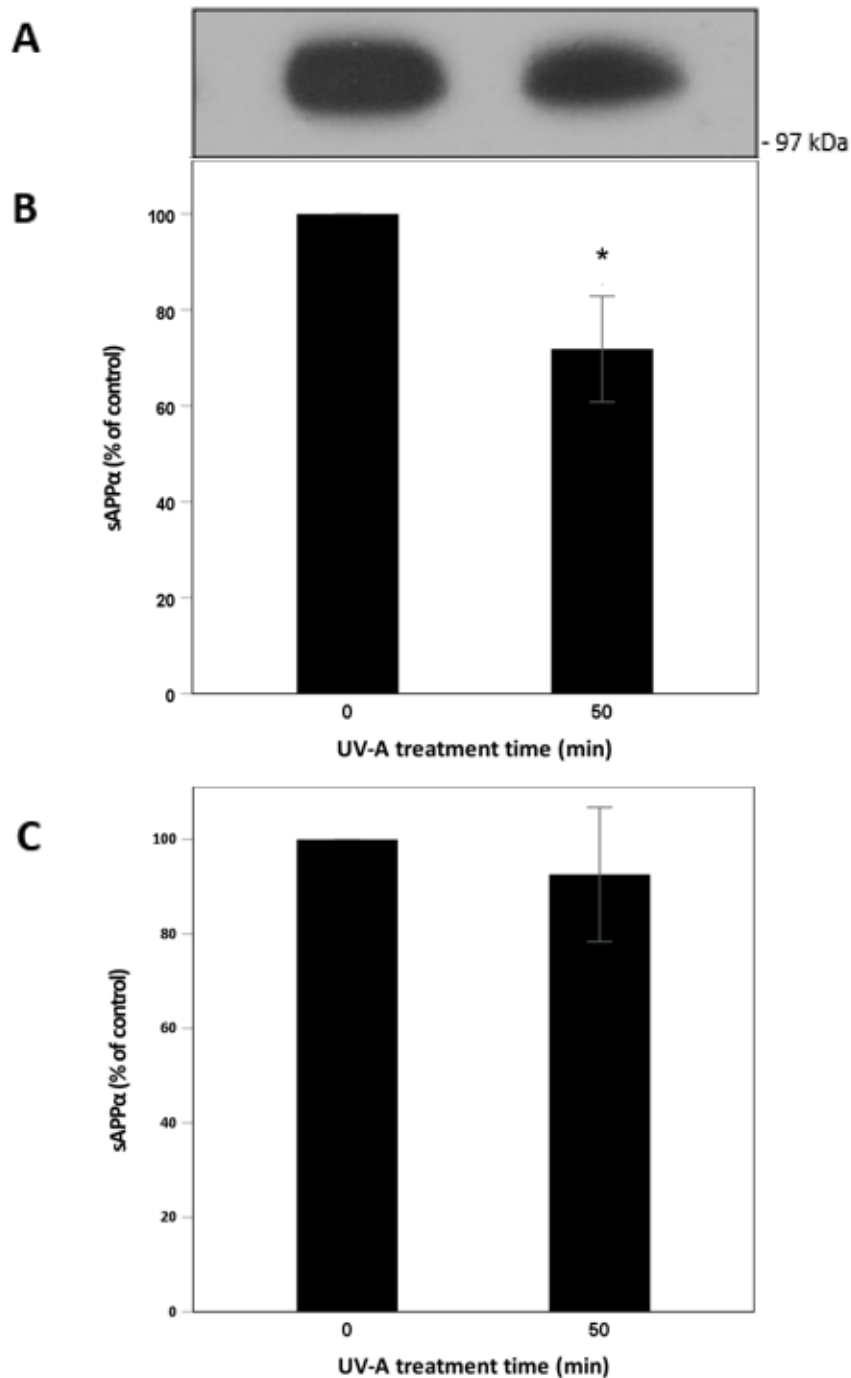 A
- 97 kDa
B
100
*
80
60
40
20
0
sAPPα (% of control)
0 50
UV-A treatment time (min)
C
100
80
60
40
20
0
sAPPα (% of control)
0 50
UV-A treatment time (min)